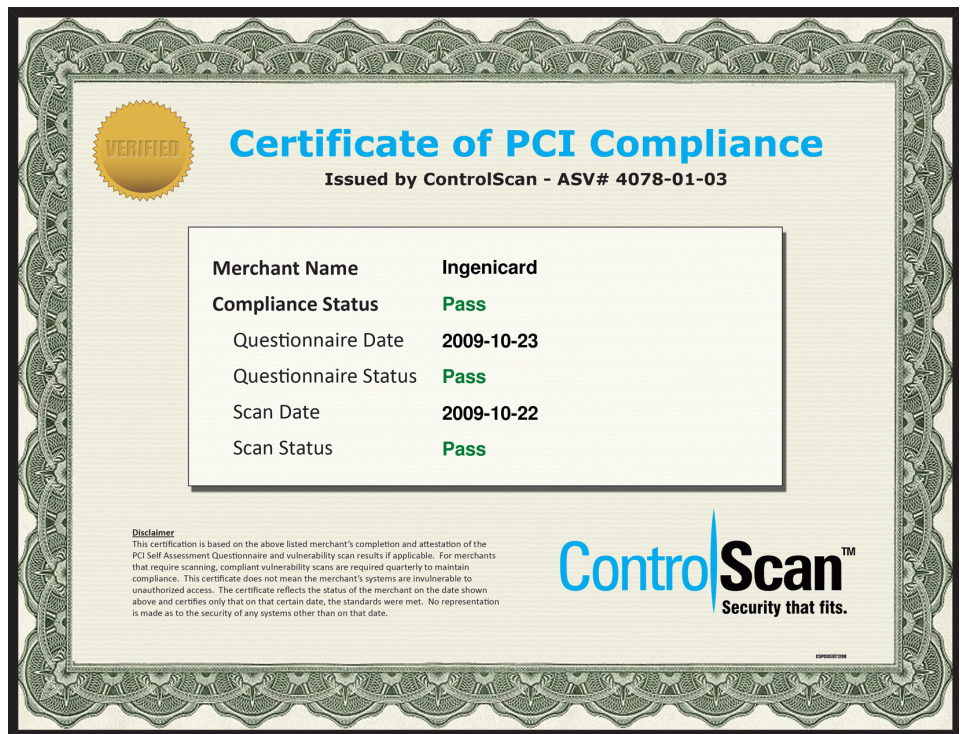 VERIFIED
Certificate of PCI Compliance
Issued by ControlScan - ASV# 4078-01-03
Merchant Name Ingenicard
Compliance Status Pass
Questionnaire Date 2009-10-23
Questionnaire Status Pass
Scan Date 2009-10-22
Scan Status Pass
Disclaimer
This certification is based on the above listed merchant's completion and attestation of the
PCI Self Assessment Questionnaire and vulnerability scan results if applicable. For merchants
that require scanning, compliant vulnerability scans are required quarterly to maintain
compliance. This certificate does not mean the merchant's systems are invulnerable to
unauthorized access. The certificate reflects the status of the merchant on the date shown
above and certifies only that on that certain date, the standards were met. No representation
is made as to the security of any systems other than on that date.
ControlScan™
Security that fits.